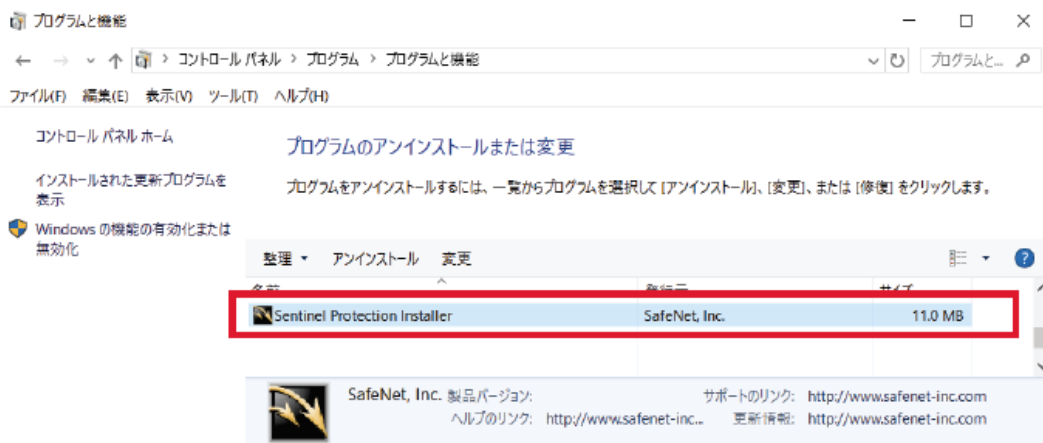 プログラムと機能
コントロール パネル > プログラム > プログラムと機能
プログラムと...
ファイル(F) 編集(E) 表示(V) ツール(T) ヘルプ(H)
コントロール パネル ホーム
インストールされた更新プログラムを
表示
Windows の機能の有効化または
無効化
プログラムのアンインストールまたは変更
プログラムをアンインストールするには、一覧からプログラムを選択して [アンインストール]、[変更]、または [修復] をクリックします。
整理 アンインストール 変更
名前 発行元 サイズ
Sentinel Protection Installer SafeNet, Inc. 11.0 MB
SafeNet, Inc. 製品バージョン: サポートのリンク: http://www.safenet-inc.com
ヘルプのリンク: http://www.safenet-inc... 更新情報: http://www.safenet-inc.com